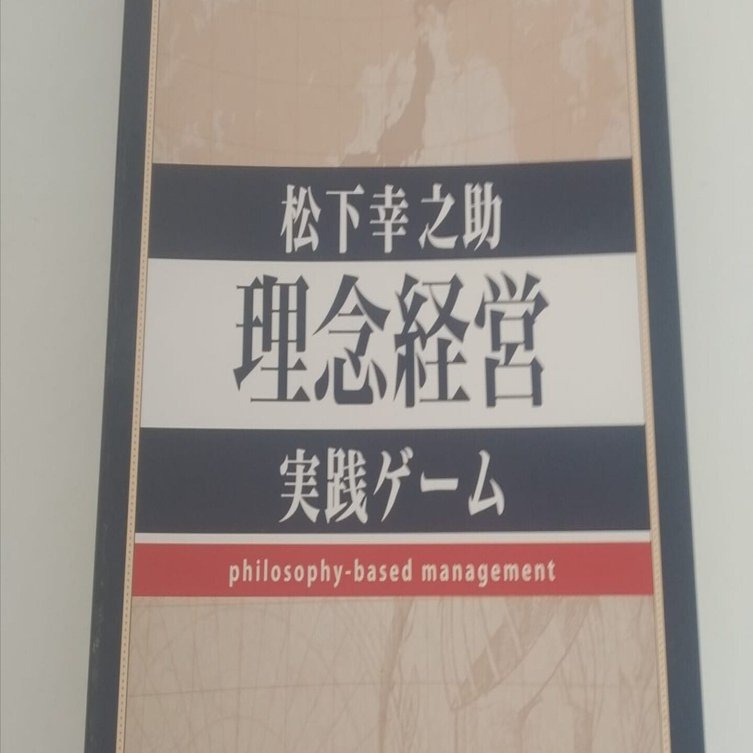 松下幸之助
理念経営
実践ゲーム
philosophy-based management